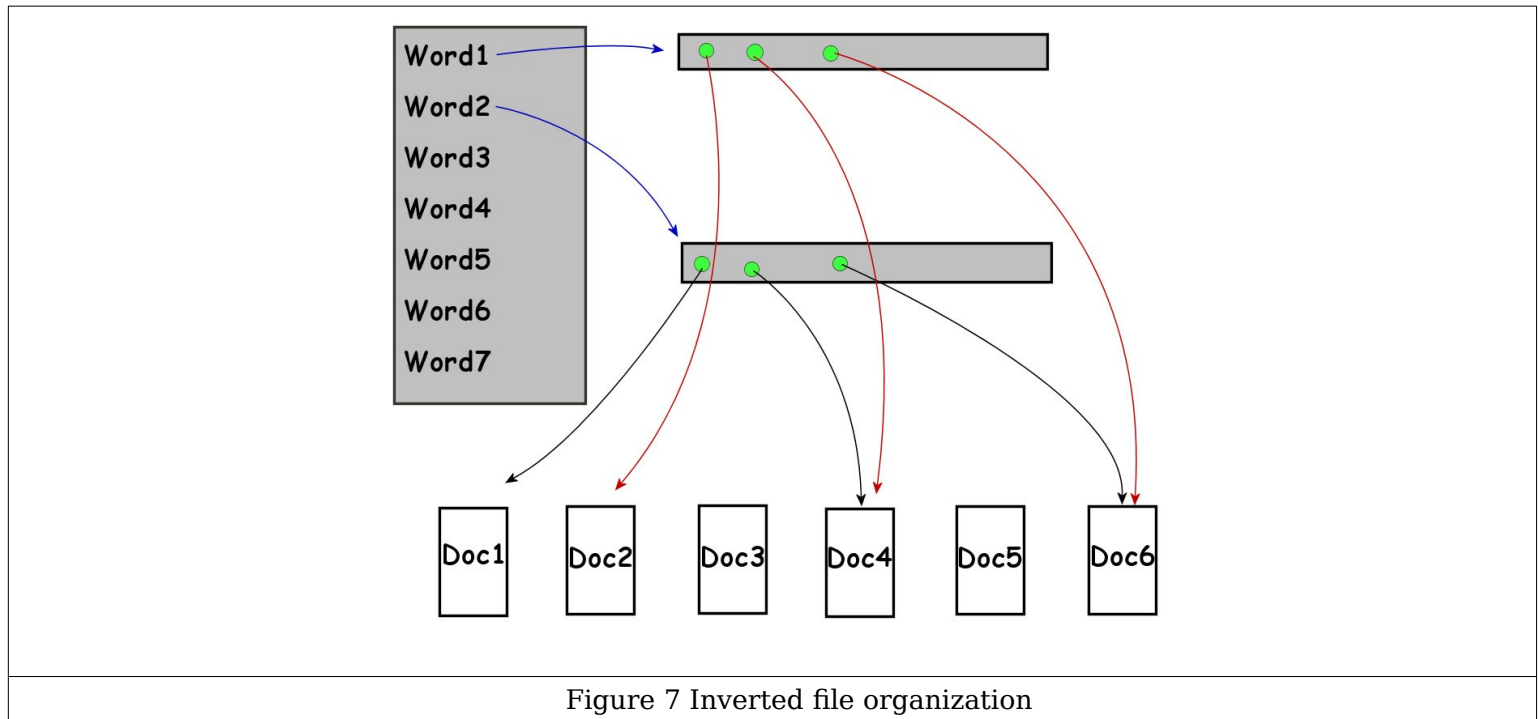 Word1
Word2
Word3
Word4
Word5
Word6
Word7
Doc1 Doc2 Doc3 Doc4 Doc5 Doc6
Figure 7 Inverted file organization